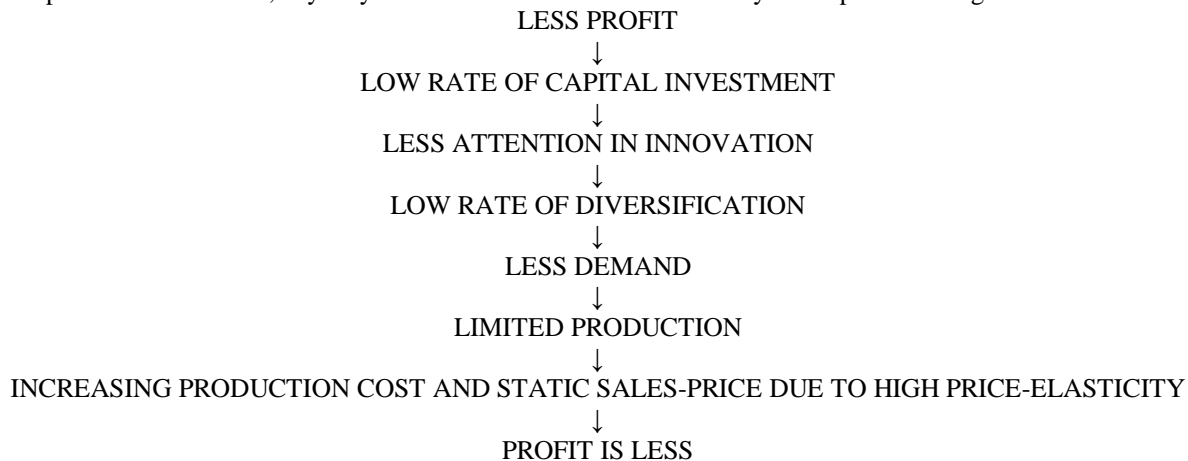 LESS PROFIT
↓
LOW RATE OF CAPITAL INVESTMENT
↓
LESS ATTENTION IN INNOVATION
↓
LOW RATE OF DIVERSIFICATION
↓
LESS DEMAND
↓
LIMITED PRODUCTION
↓
INCREASING PRODUCTION COST AND STATIC SALES-PRICE DUE TO HIGH PRICE-ELASTICITY
↓
PROFIT IS LESS